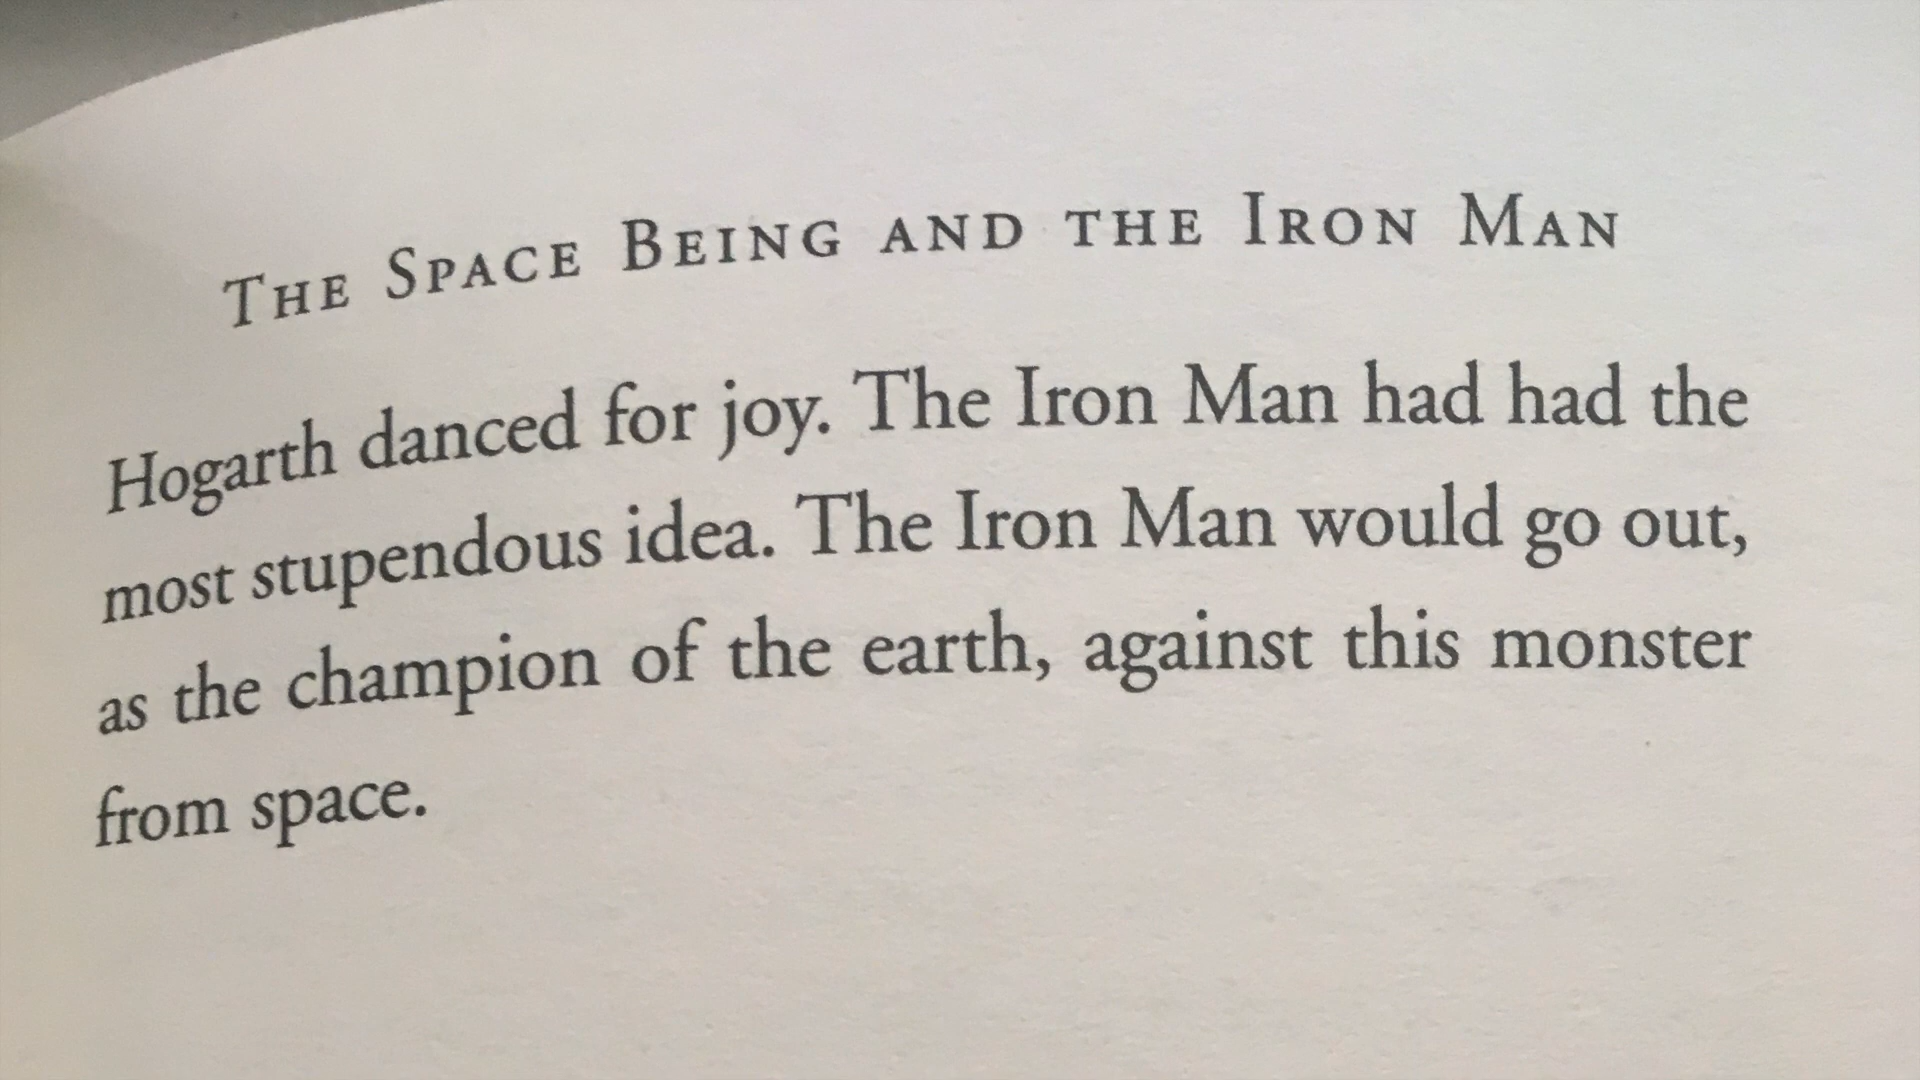 The Space Being and the Iron Man
Hogarth danced for joy. The Iron Man had had the
most stupendous idea. The Iron Man would go out,
as the champion of the earth, against this monster
from space.